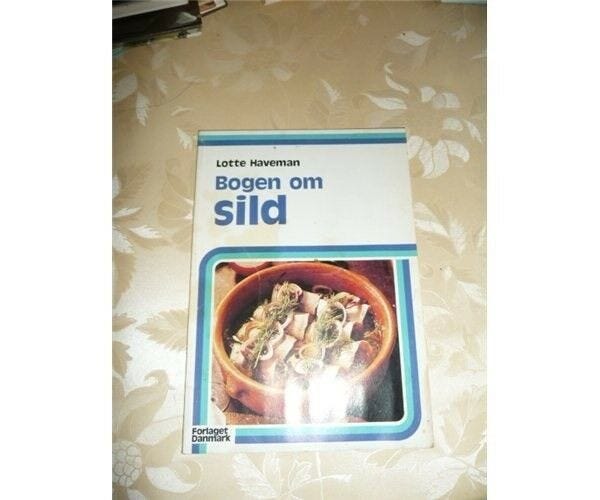 Lotte Haveman
Bogen om
sild
Forlaget
Danmark